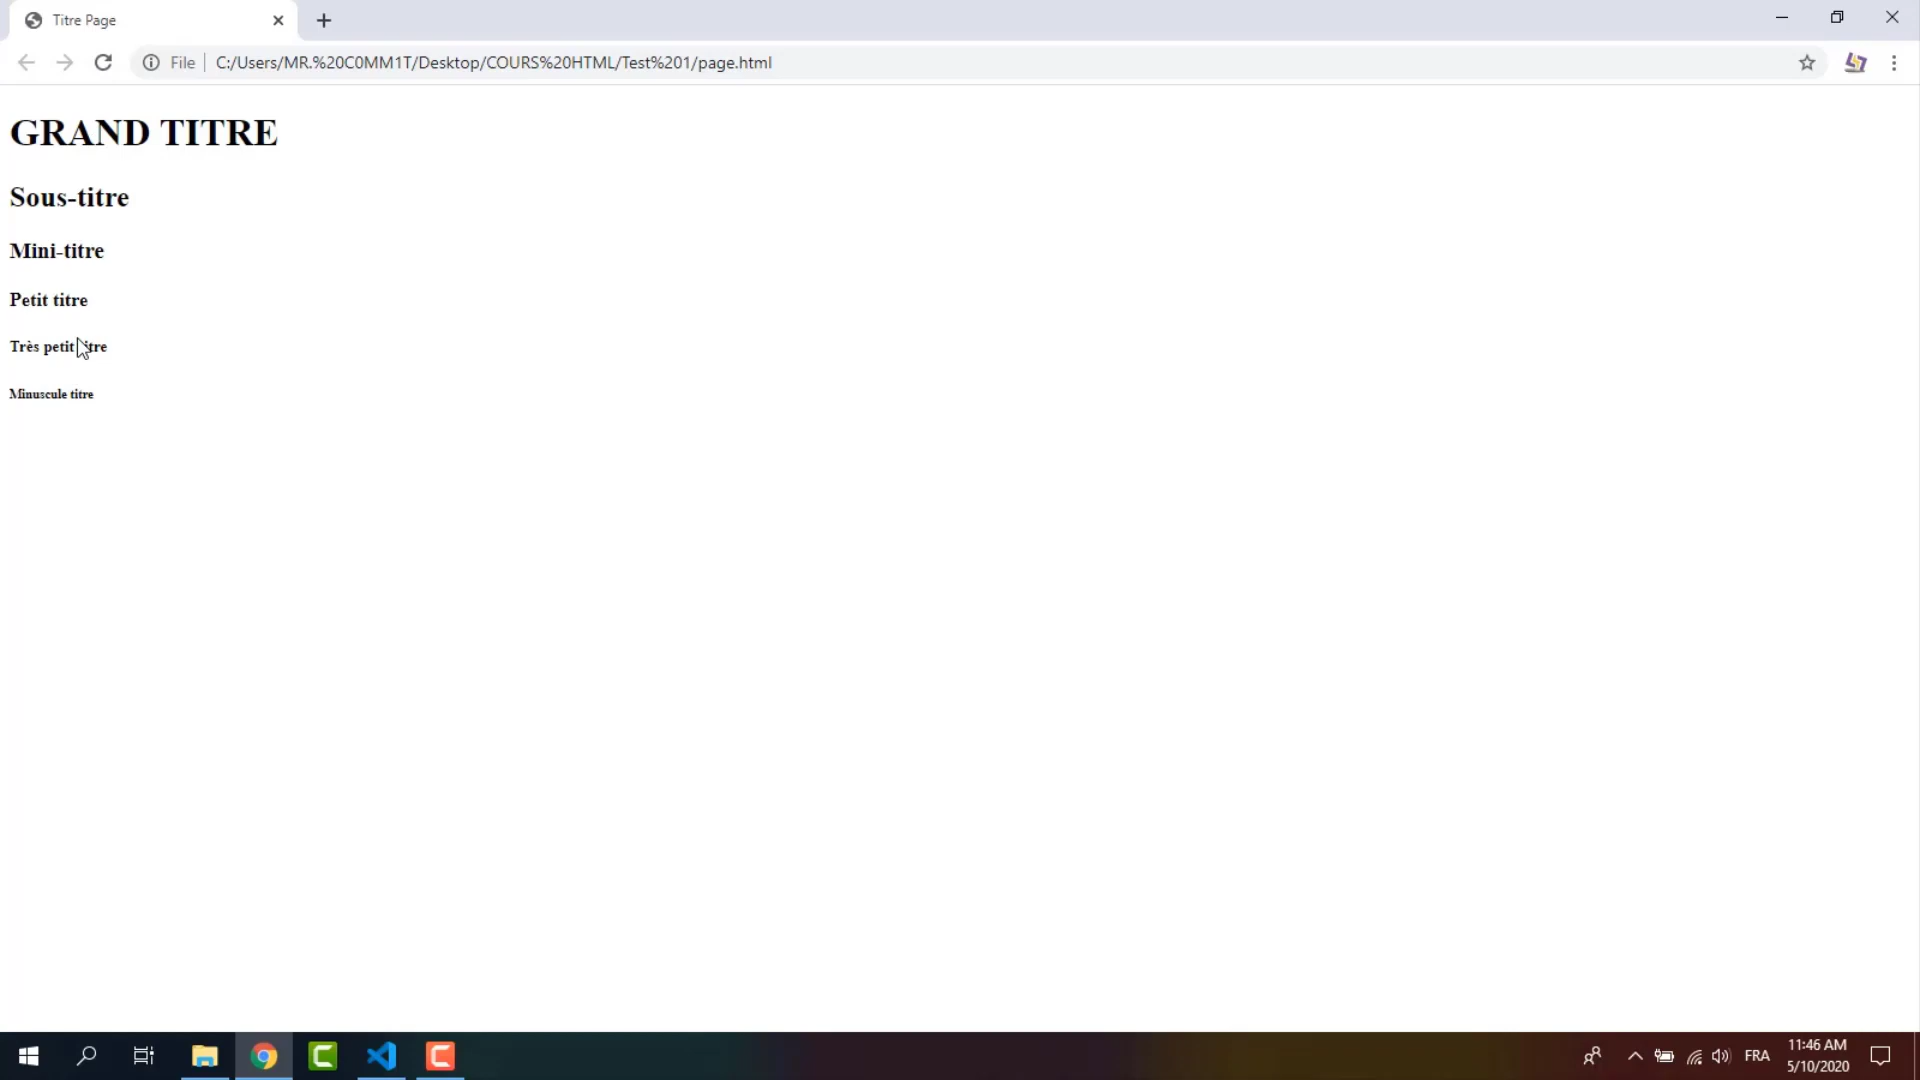 Titre Page
File C:/Users/MR.%20C0MM1T/Desktop/COURS%20HTML/Test%201/page.html
GRAND TITRE
Sous-titre
Mini-titre
Petit titre
Très petit titre
Minuscule titre
FRA
11:46 AM
5/10/2020